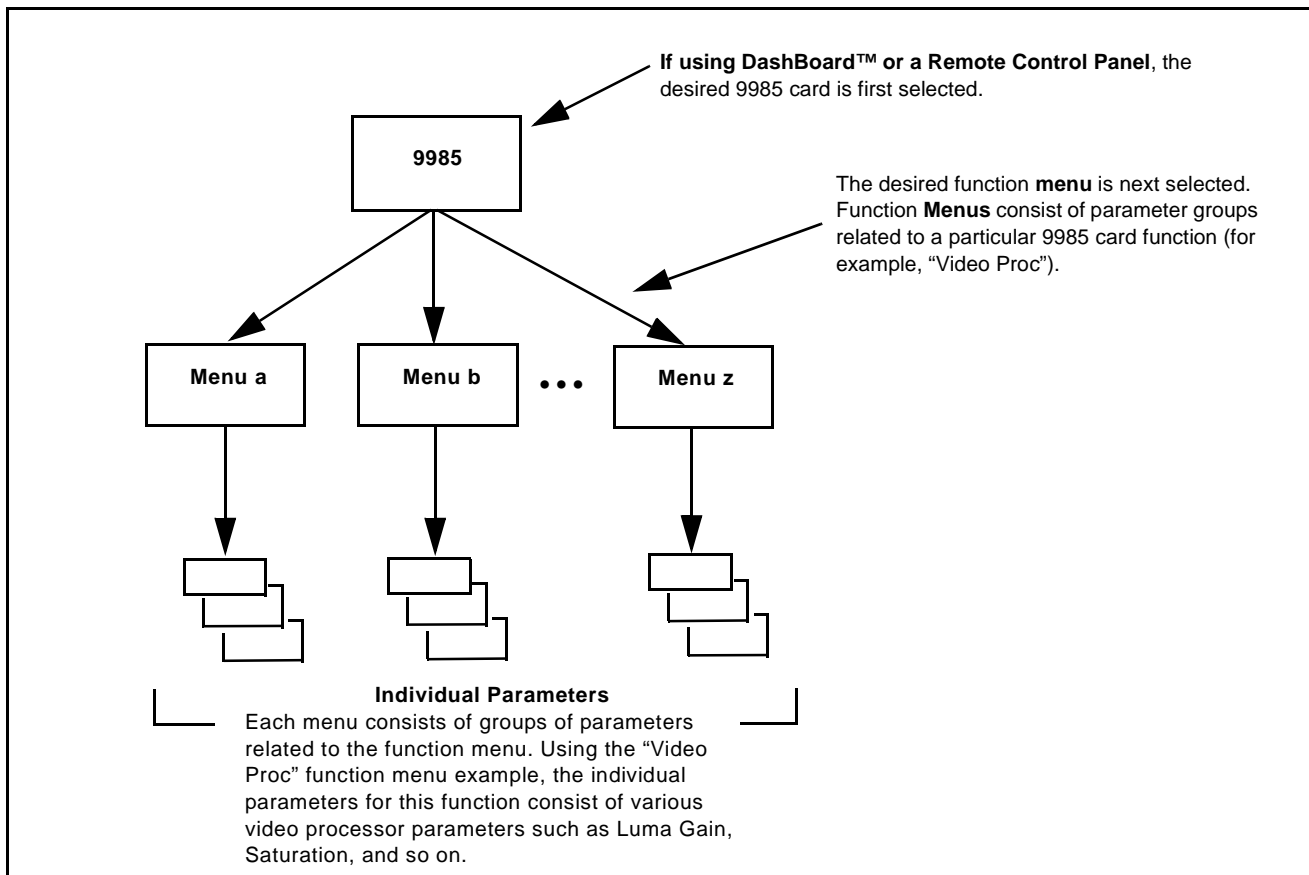 If using DashBoard™ or a Remote Control Panel, the
desired 9985 card is first selected.
9985
The desired function menu is next selected.
Function Menus consist of parameter groups
related to a particular 9985 card function (for
example, “Video Proc”).
Menu a
Menu b
•••
Menu z
Individual Parameters
Each menu consists of groups of parameters
related to the function menu. Using the “Video
Proc” function menu example, the individual
parameters for this function consist of various
video processor parameters such as Luma Gain,
Saturation, and so on.